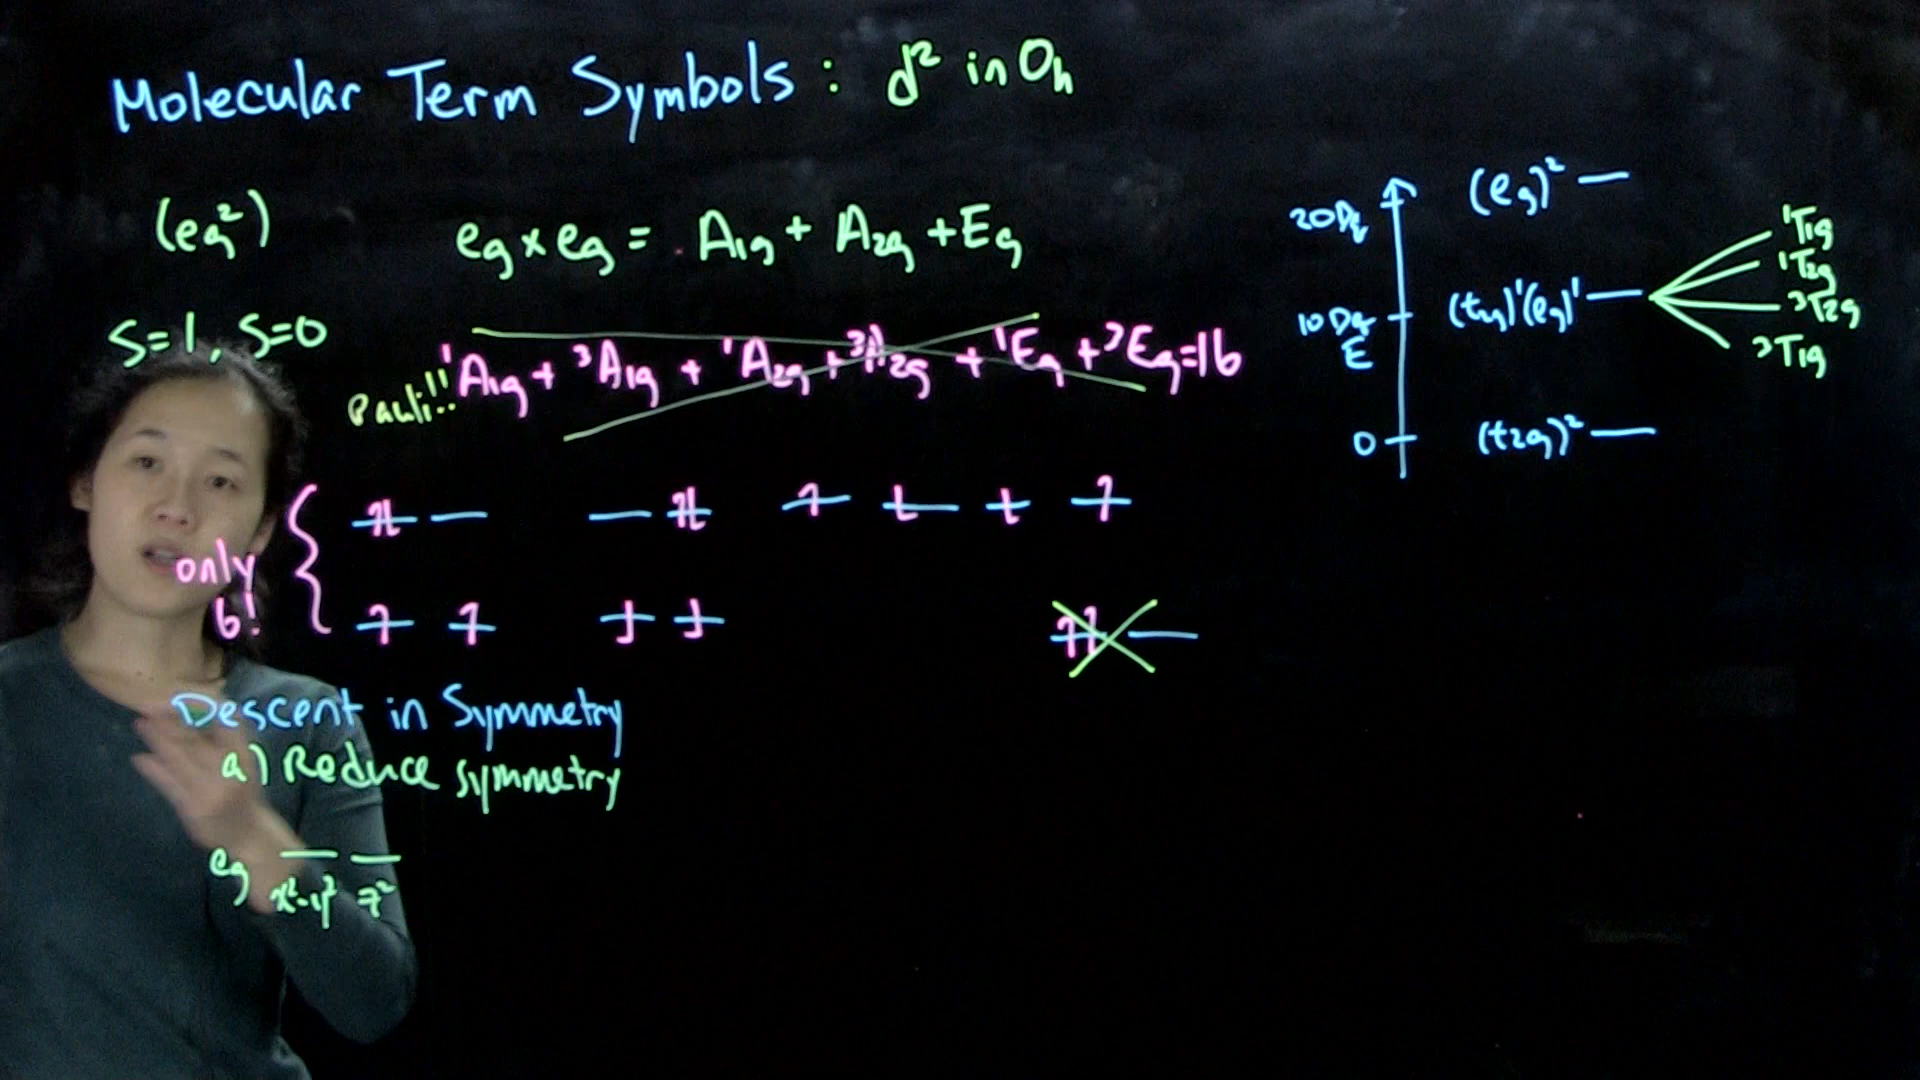 Molecular Term Symbols: d² in Oh
(eg²) eg × eg = A1g + A2g + Eg
S=1, S=0
Pauli!! ¹A1g + ³A1g + ¹A2g + ³A2g + ¹Eg + ³Eg = 16
only
6!
Descent in Symmetry
a) Reduce symmetry
eg
x²-y² z²
20Dq (eg)²
10Dq (t2g)¹(eg)¹
E
0 (t2g)²
¹T1g
¹T2g
³T2g
³T1g